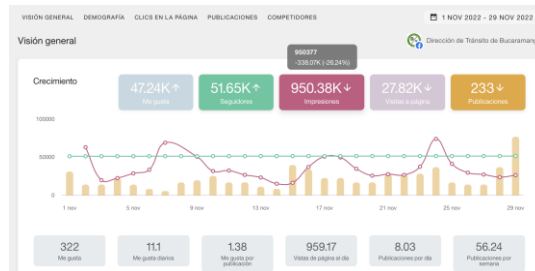 VISIÓN GENERAL DEMOGRAFÍA CLICS EN LA PÁGINA PUBLICACIONES COMPETIDORES 1 NOV 2022 - 29 NOV 2022
Visión general
Dirección de Tránsito de Bucaramang
950377
-338.07K (-26.24%)
Crecimiento
47.24K↑ 51.65K↑ 950.38K↓ 27.82K↓ 233↓
Me gusta Seguidores Impresiones Visitas a página Publicaciones
100000
50000
0
1 nov 5 nov 9 nov 13 nov 17 nov 21 nov 25 nov 29 nov
322 11.1 1.38 959.17 8.03 56.24
Me gusta Me gusta diarios Me gusta por publicación Vistas de página al día Publicaciones por día Publicaciones por semana